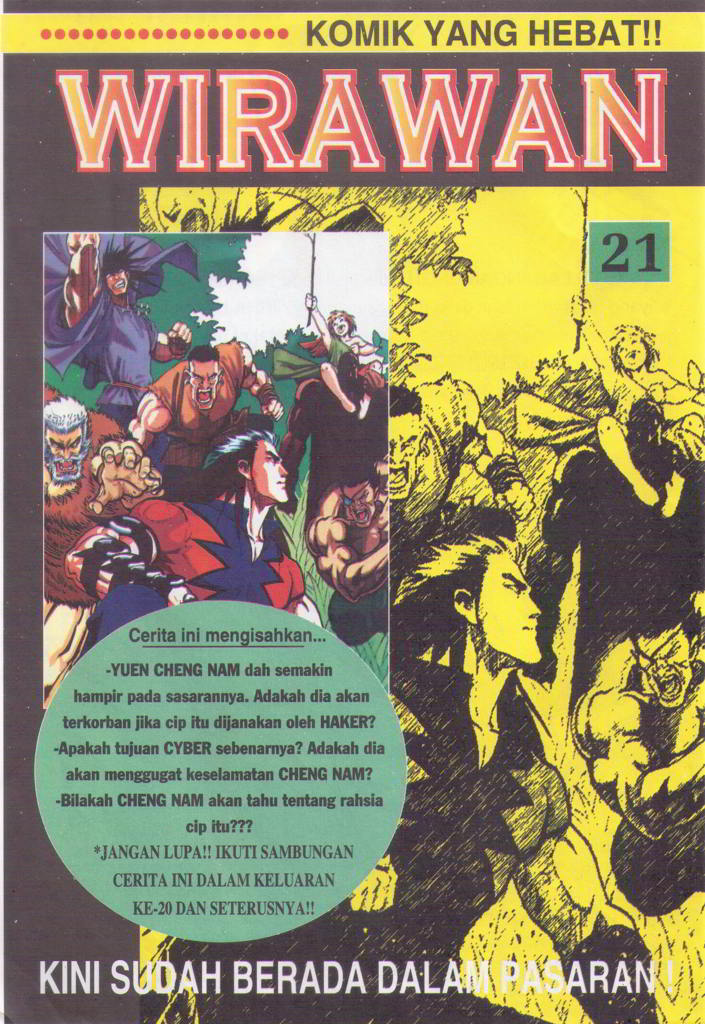 KOMIK YANG HEBAT!!
WIRAWAN
21
Cerita ini mengisahkan...
-YUEN CHENG NAM dah semakin
hampir pada sasarannya. Adakah dia akan
terkorban jika cip itu dijanakan oleh HAKER?
-Apakah tujuan CYBER sebenarnya? Adakah dia
akan menggugat keselamatan CHENG NAM?
-Bilakah CHENG NAM akan tahu tentang rahsia
cip itu???
*JANGAN LUPA!! IKUTI SAMBUNGAN
CERITA INI DALAM KELUARAN
KE-20 DAN SETERUSNYA!!
KINI SUDAH BERADA DALAM PASARAN !